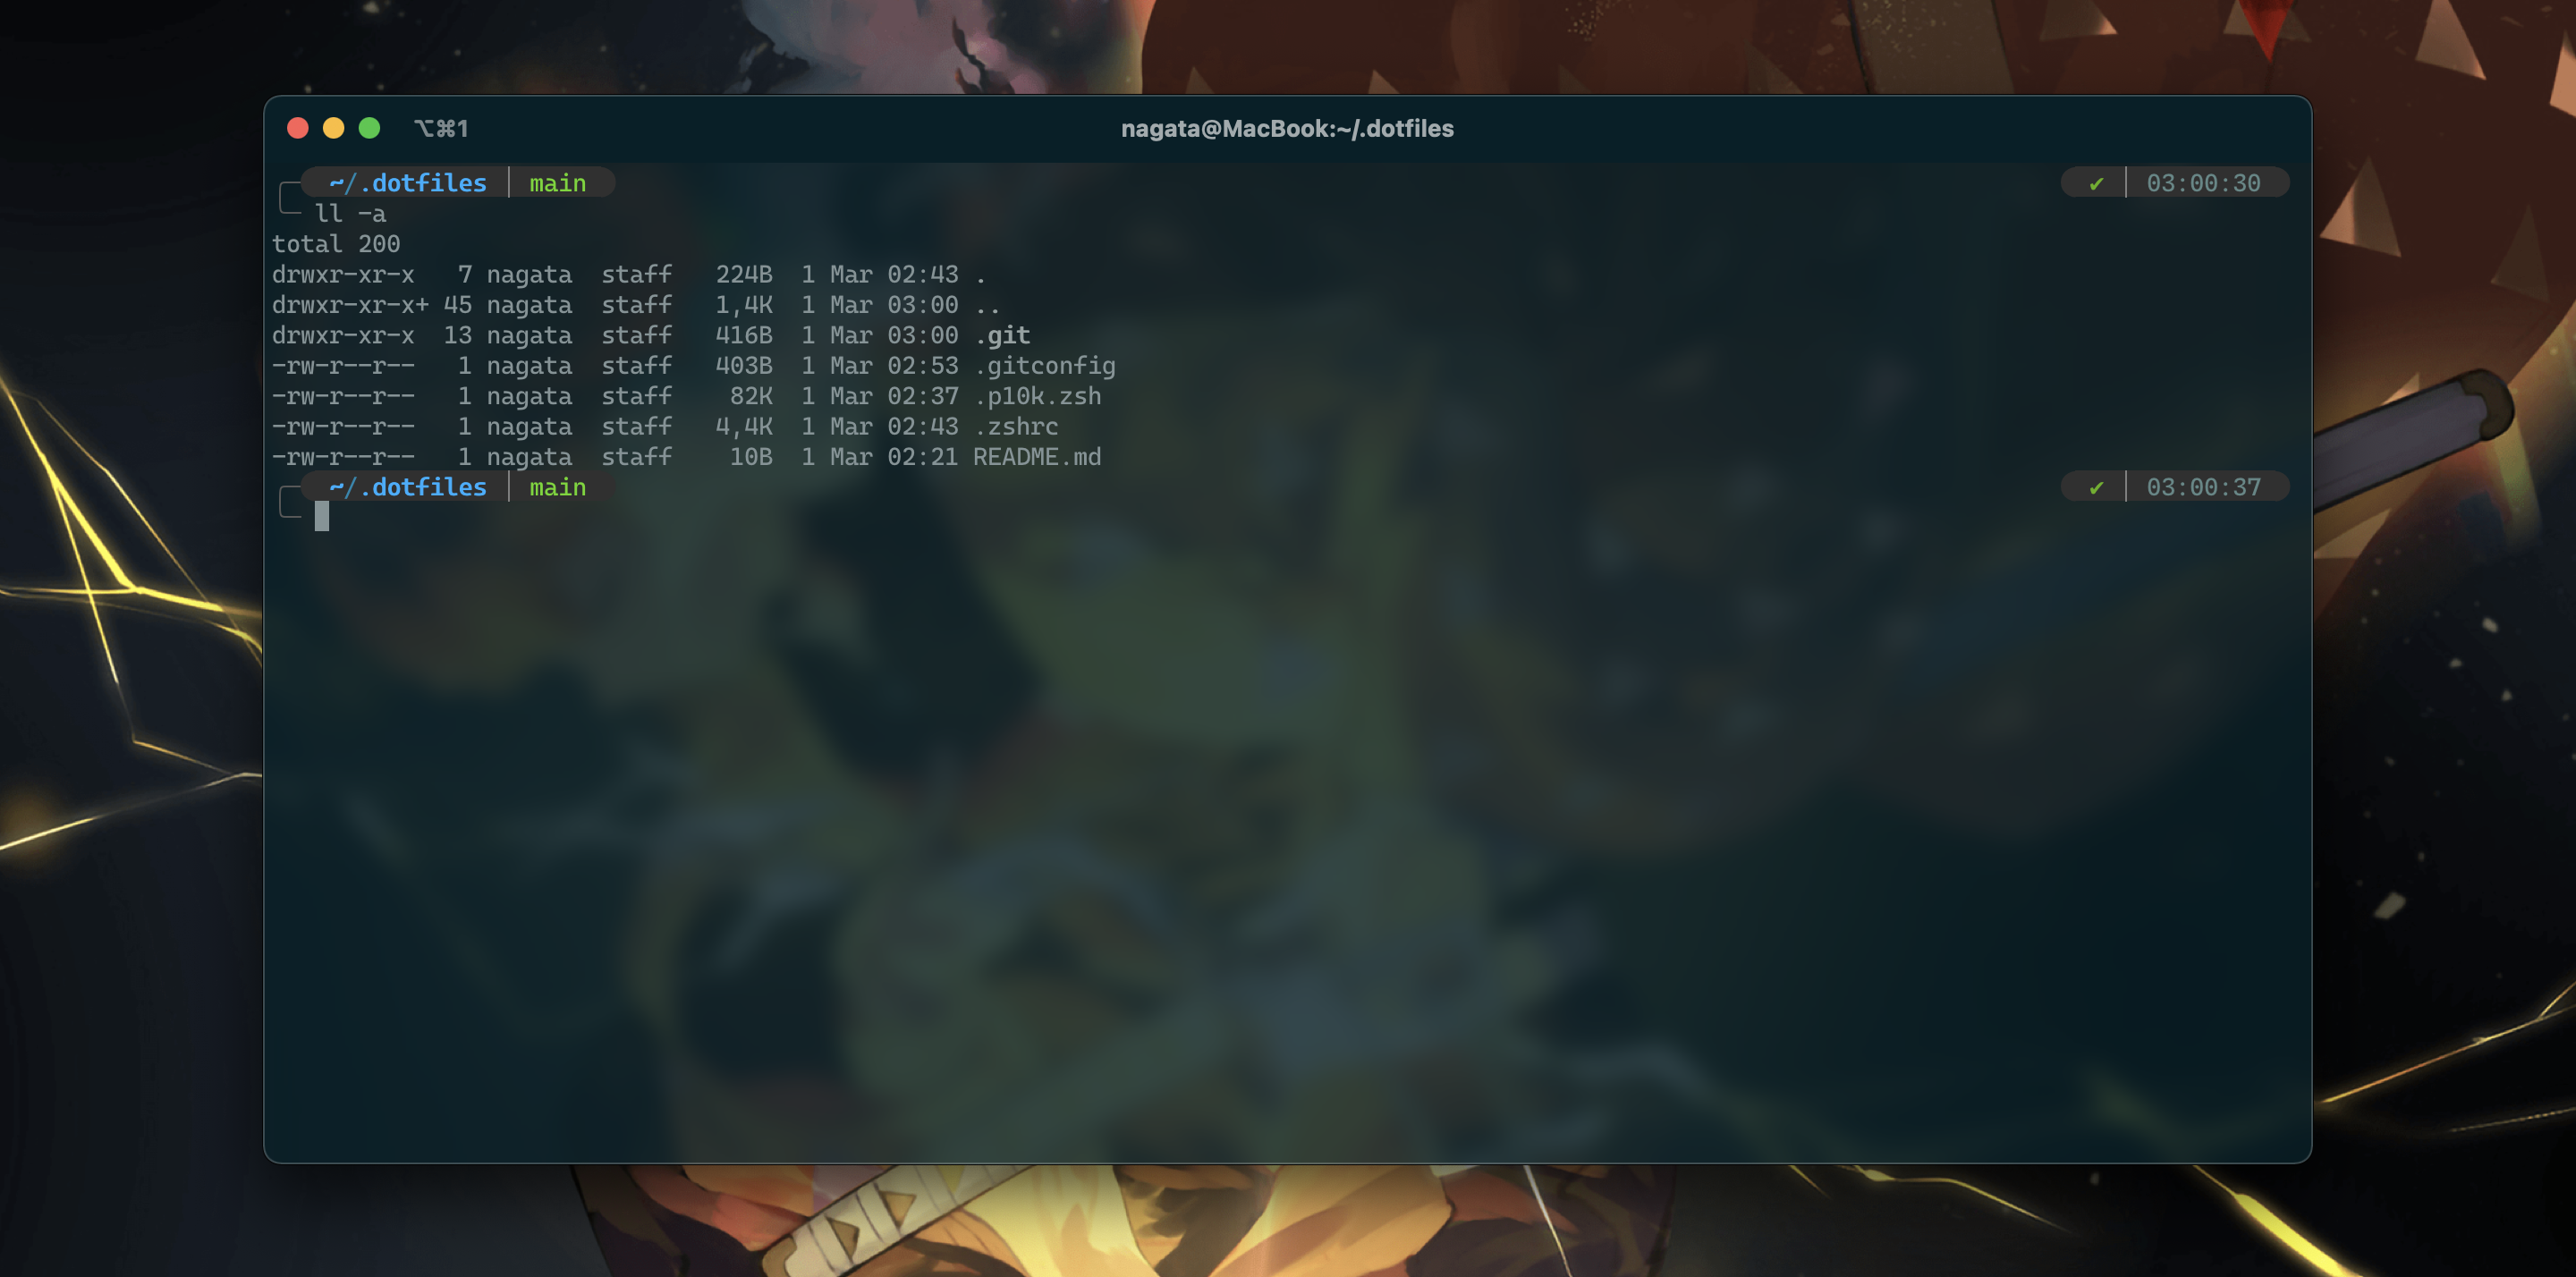 ⌥⌘1 nagata@MacBook:~/.dotfiles
~/.dotfiles main ✔ 03:00:30
ll -a
total 200
drwxr-xr-x   7 nagata  staff   224B  1 Mar 02:43 .
drwxr-xr-x+ 45 nagata  staff   1,4K  1 Mar 03:00 ..
drwxr-xr-x  13 nagata  staff   416B  1 Mar 03:00 .git
-rw-r--r--   1 nagata  staff   403B  1 Mar 02:53 .gitconfig
-rw-r--r--   1 nagata  staff    82K  1 Mar 02:37 .p10k.zsh
-rw-r--r--   1 nagata  staff   4,4K  1 Mar 02:43 .zshrc
-rw-r--r--   1 nagata  staff    10B  1 Mar 02:21 README.md
~/.dotfiles main ✔ 03:00:37